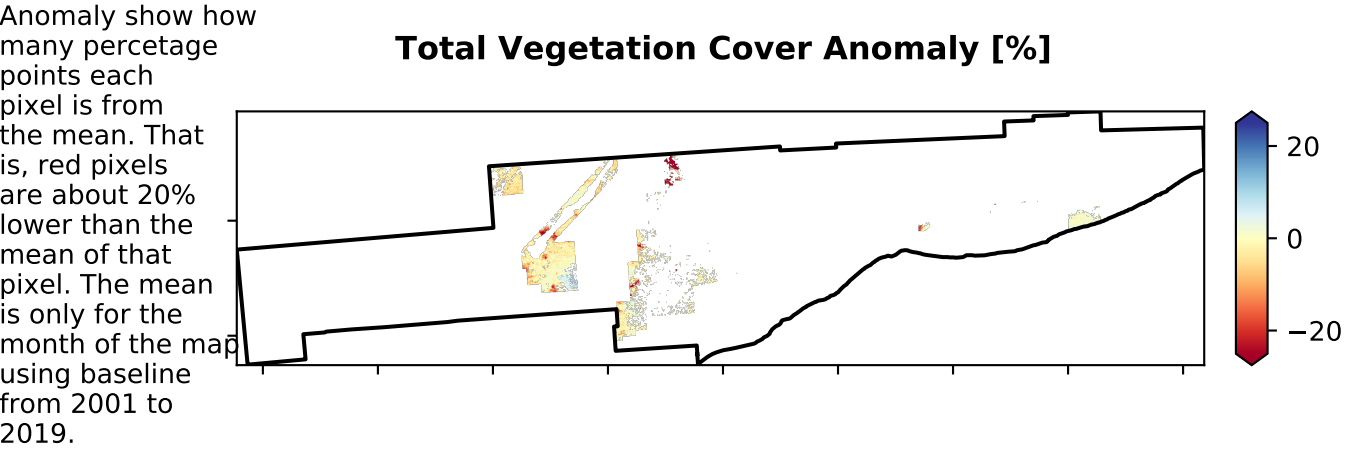 Anomaly show how
many percetage
points each
pixel is from
the mean. That
is, red pixels
are about 20%
lower than the
mean of that
pixel. The mean
is only for the
month of the map
using baseline
from 2001 to
2019.
Total Vegetation Cover Anomaly [%]
20
0
−20